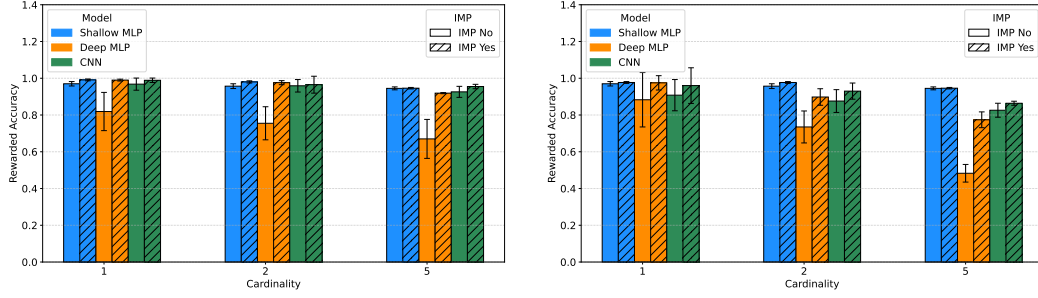 Model
Shallow MLP
Deep MLP
CNN
IMP
IMP No
IMP Yes
Rewarded Accuracy
1.4
1.2
1.0
0.8
0.6
0.4
0.2
0.0
1
2
5
Cardinality
Model
Shallow MLP
Deep MLP
CNN
IMP
IMP No
IMP Yes
Rewarded Accuracy
1.4
1.2
1.0
0.8
0.6
0.4
0.2
0.0
1
2
5
Cardinality